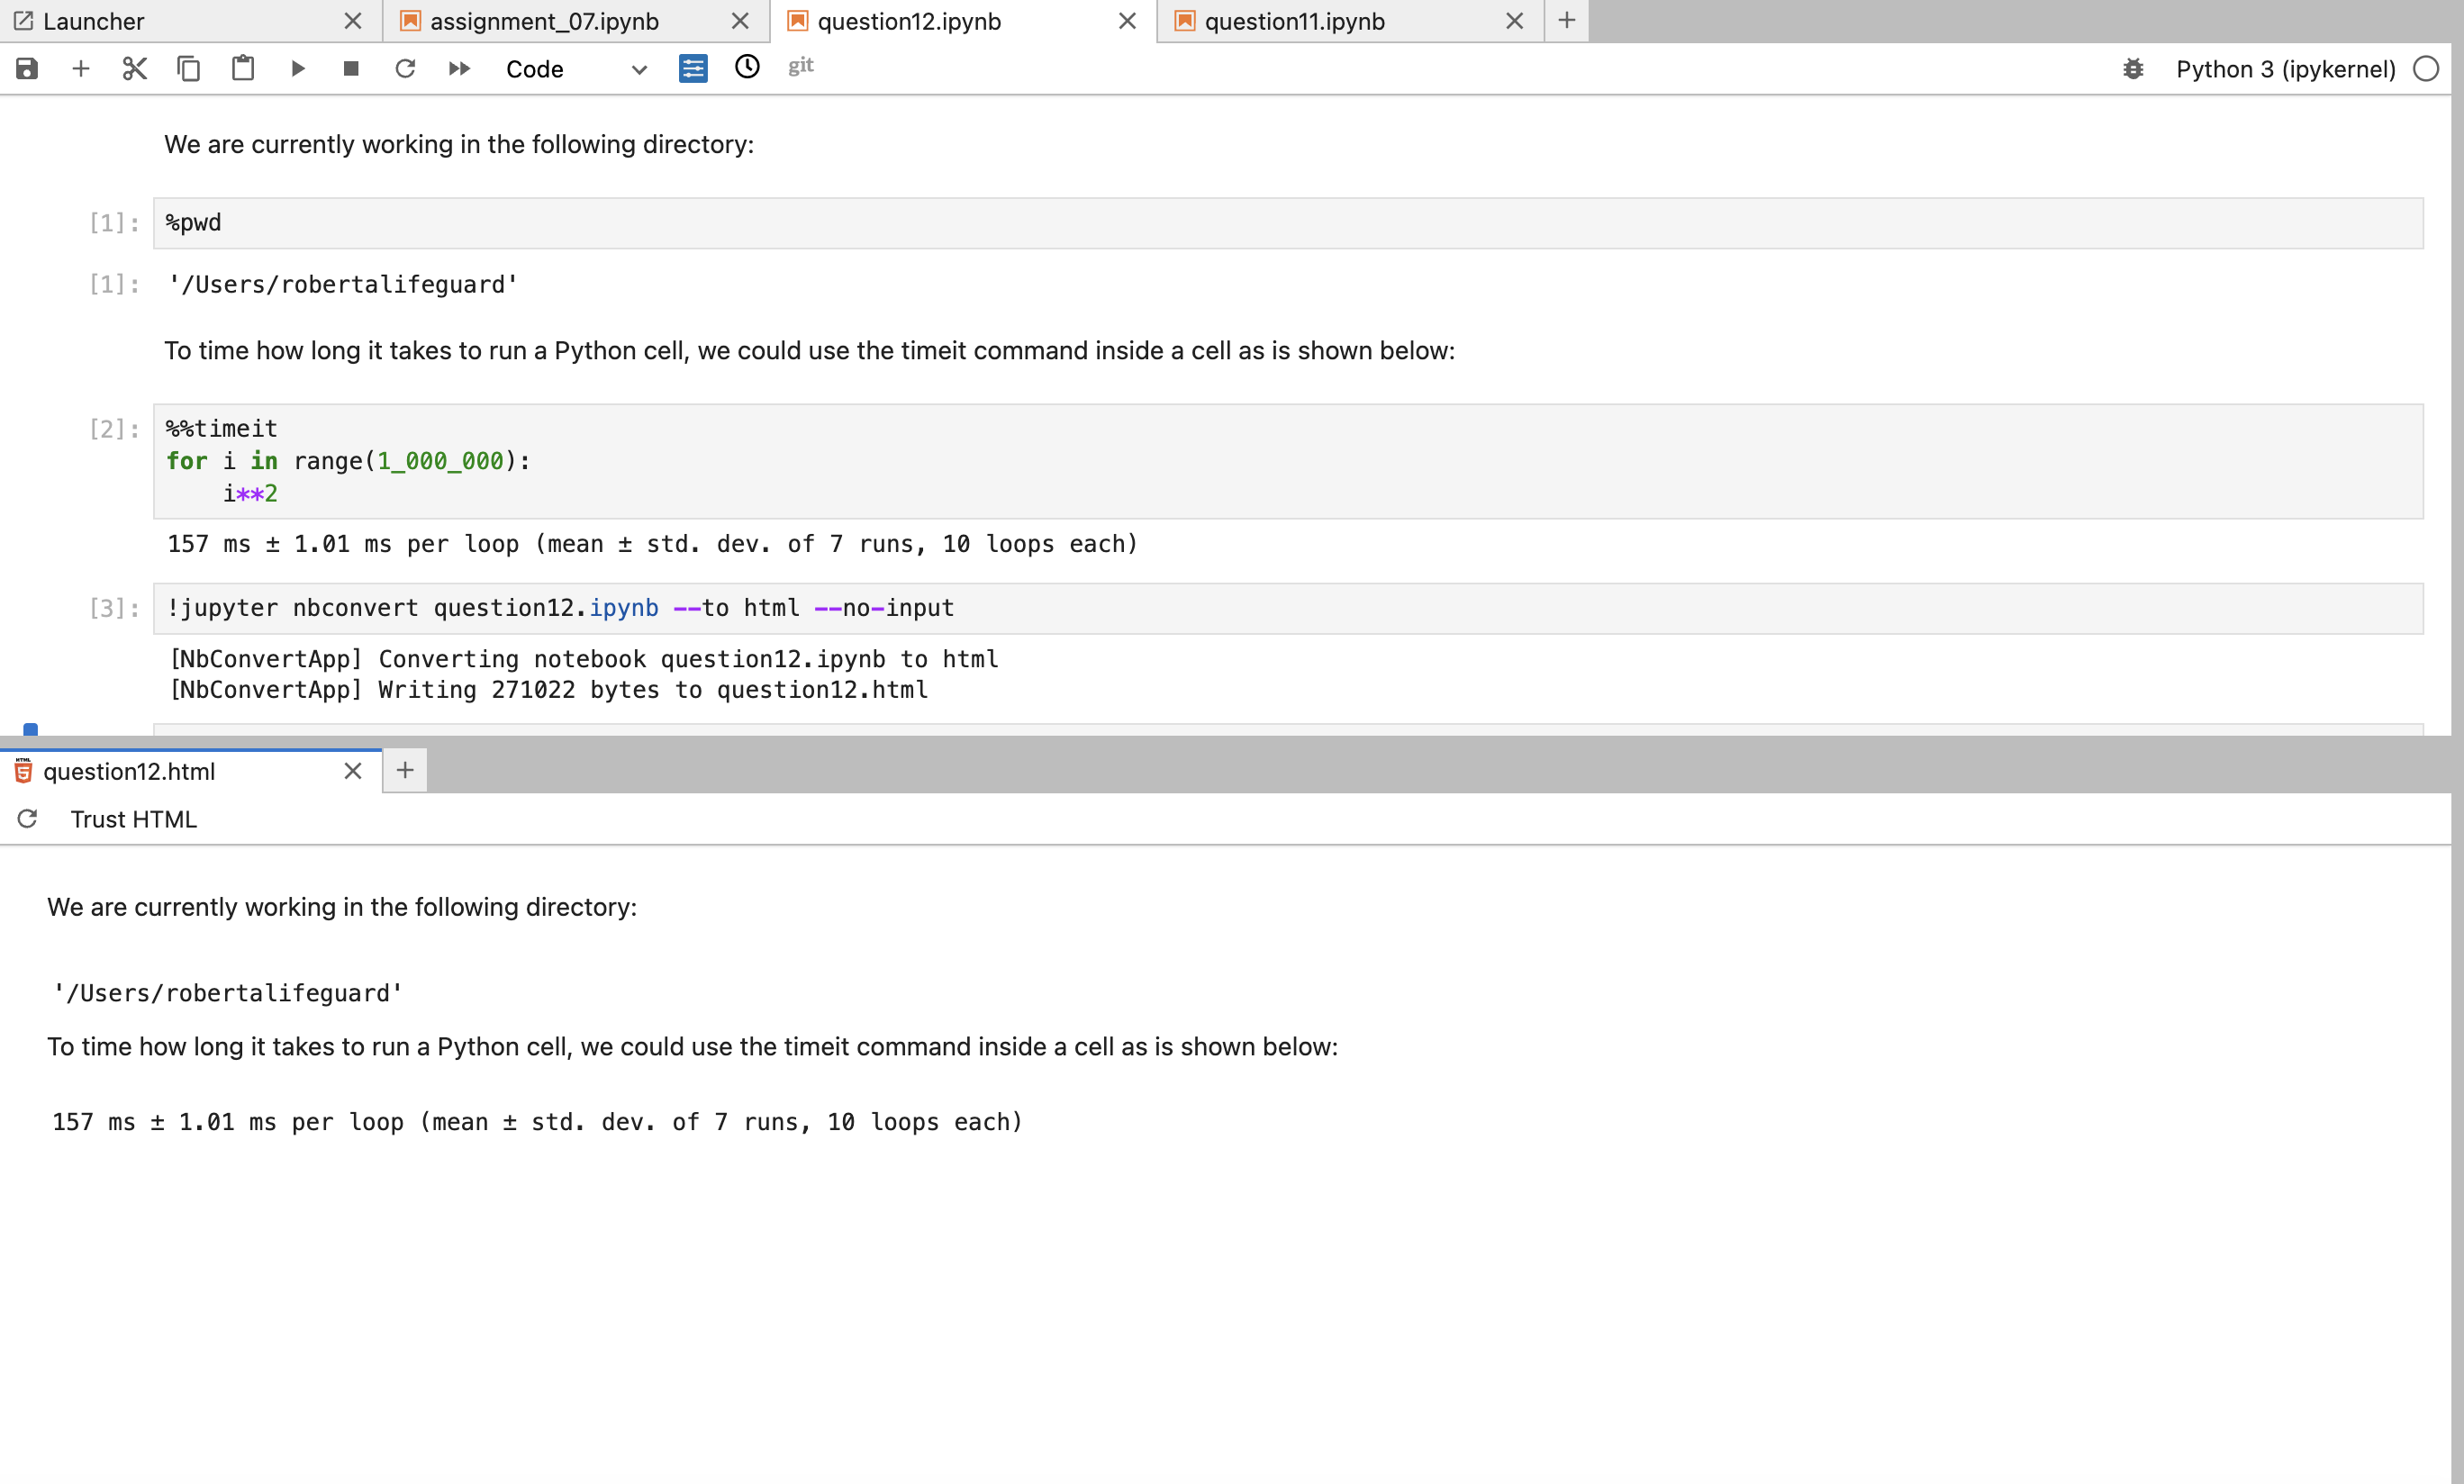 Launcher
assignment_07.ipynb
question12.ipynb
question11.ipynb
Code
git
Python 3 (ipykernel)
We are currently working in the following directory:
[1]: %pwd
[1]: '/Users/robertalifeguard'
To time how long it takes to run a Python cell, we could use the timeit command inside a cell as is shown below:
[2]: %%timeit
for i in range(1_000_000):
    i**2
157 ms ± 1.01 ms per loop (mean ± std. dev. of 7 runs, 10 loops each)
[3]: !jupyter nbconvert question12.ipynb --to html --no-input
[NbConvertApp] Converting notebook question12.ipynb to html
[NbConvertApp] Writing 271022 bytes to question12.html
HTML
5
question12.html
Trust HTML
We are currently working in the following directory:
'/Users/robertalifeguard'
To time how long it takes to run a Python cell, we could use the timeit command inside a cell as is shown below:
157 ms ± 1.01 ms per loop (mean ± std. dev. of 7 runs, 10 loops each)